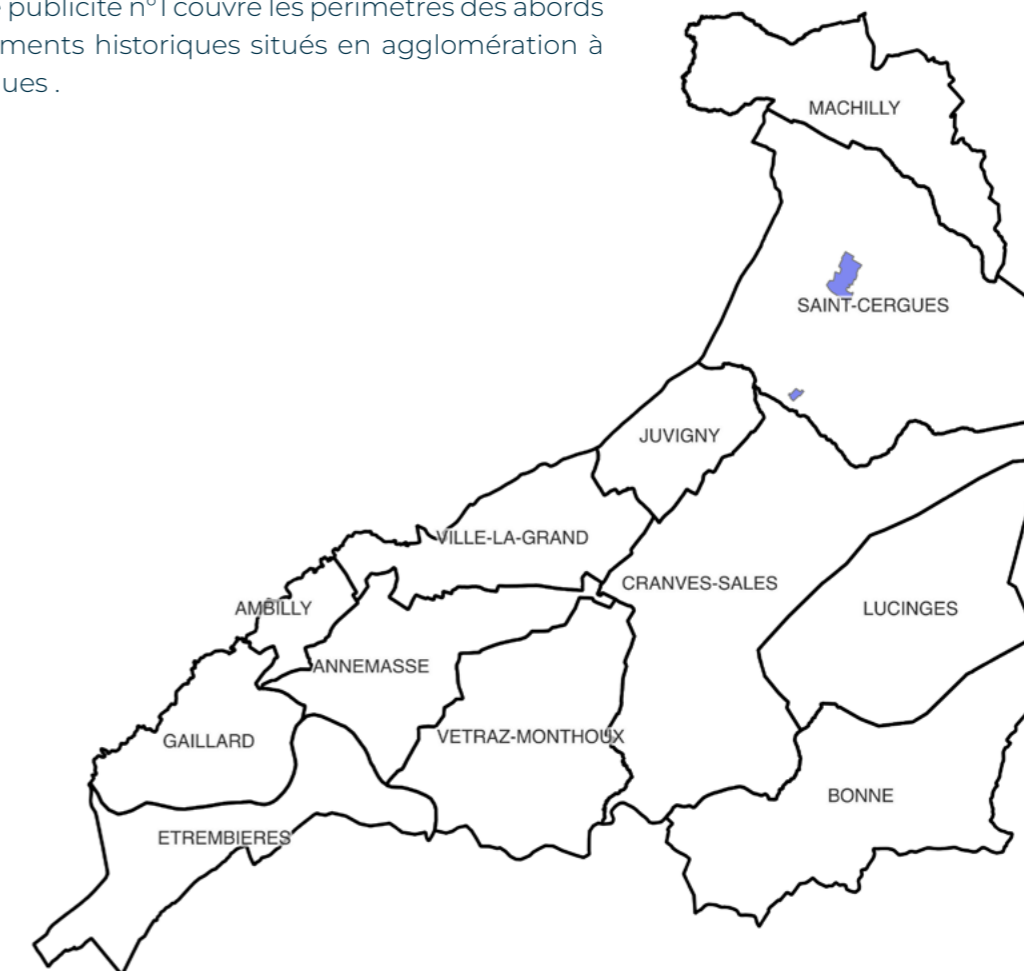 publicité n°1 couvre les périmètres des abords
ments historiques situés en agglomération à
ues .
MACHILLY
SAINT-CERGUES
JUVIGNY
VILLE-LA-GRAND
CRANVES-SALES
AMBILLY
LUCINGES
ANNEMASSE
GAILLARD
VETRAZ-MONTHOUX
BONNE
ETREMBIERES